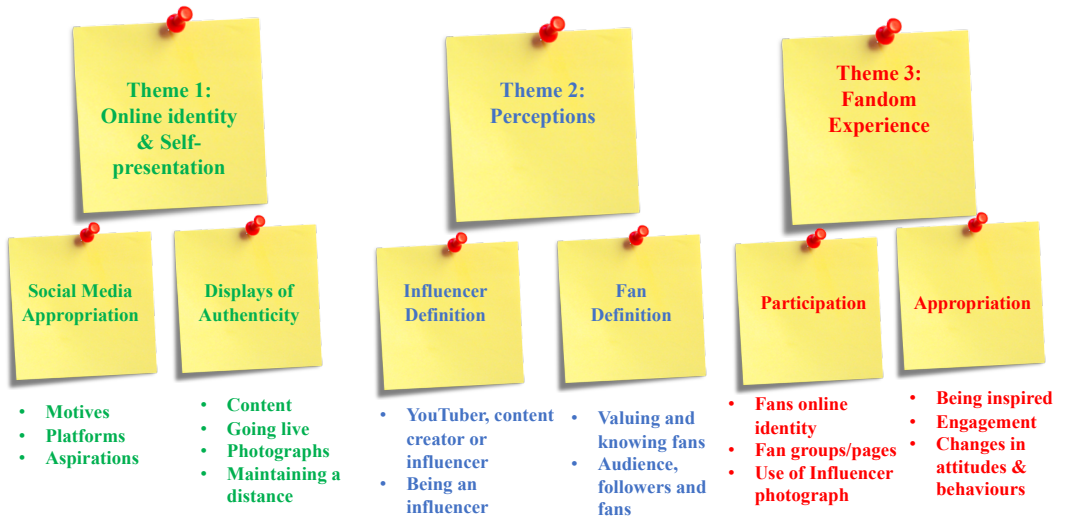 Theme 1:
Online identity
& Self-
presentation
Social Media
Appropriation
• Motives
• Platforms
• Aspirations
Displays of
Authenticity
• Content
• Going live
• Photographs
• Maintaining a
distance
Theme 2:
Perceptions
Influencer
Definition
• YouTuber, content
creator or
influencer
• Being an
influencer
Fan
Definition
• Valuing and
knowing fans
• Audience,
followers and
fans
Theme 3:
Fandom
Experience
Participation
• Fans online
identity
• Fan groups/pages
• Use of Influencer
photograph
Appropriation
• Being inspired
• Engagement
• Changes in
attitudes &
behaviours